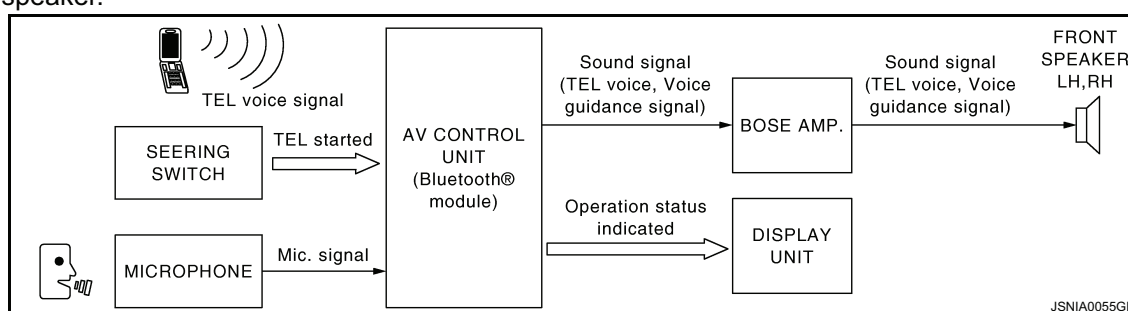 speaker.
TEL voice signal
SEERING
SWITCH
TEL started
MICROPHONE
Mic. signal
AV CONTROL
UNIT
(Bluetooth®
module)
Sound signal
(TEL voice, Voice
guidance signal)
BOSE AMP.
Sound signal
(TEL voice, Voice
guidance signal)
FRONT
SPEAKER
LH,RH
Operation status
indicated
DISPLAY
UNIT